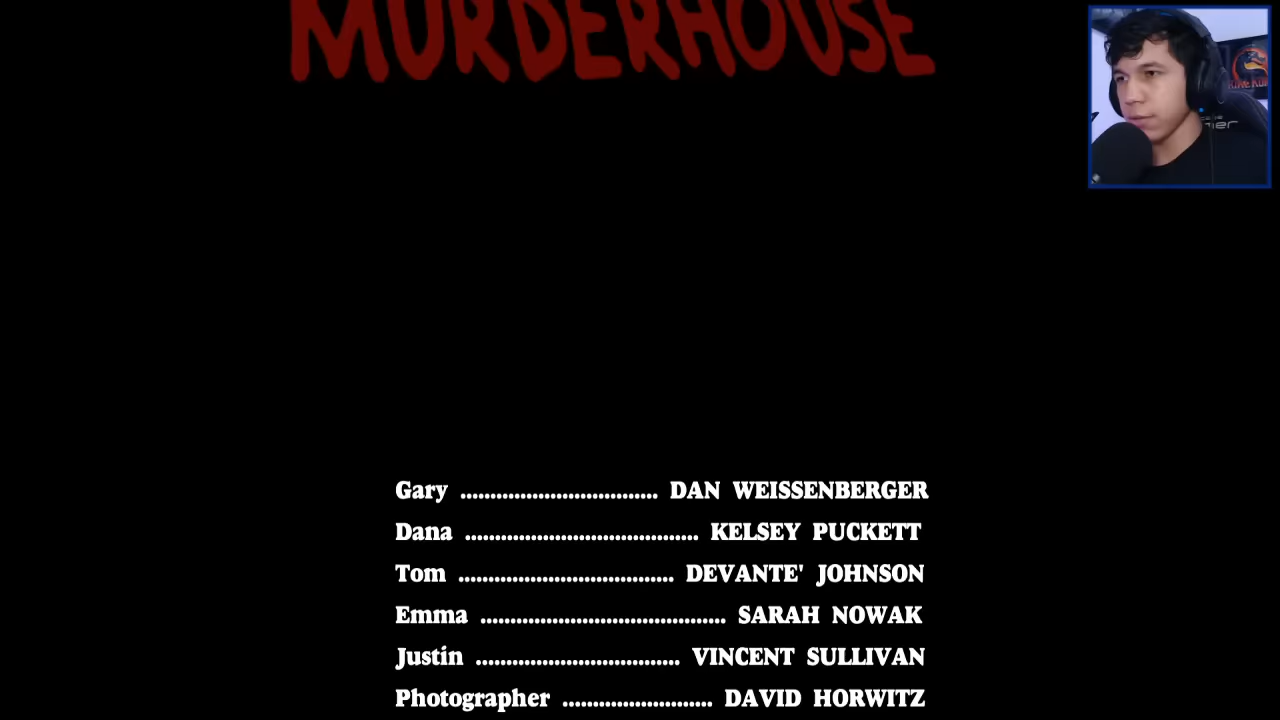 MURDERHOUSE
Gary ................................. DAN WEISSENBERGER
Dana ....................................... KELSEY PUCKETT
Tom .................................... DEVANTE' JOHNSON
Emma ......................................... SARAH NOWAK
Justin .................................. VINCENT SULLIVAN
Photographer ......................... DAVID HORWITZ